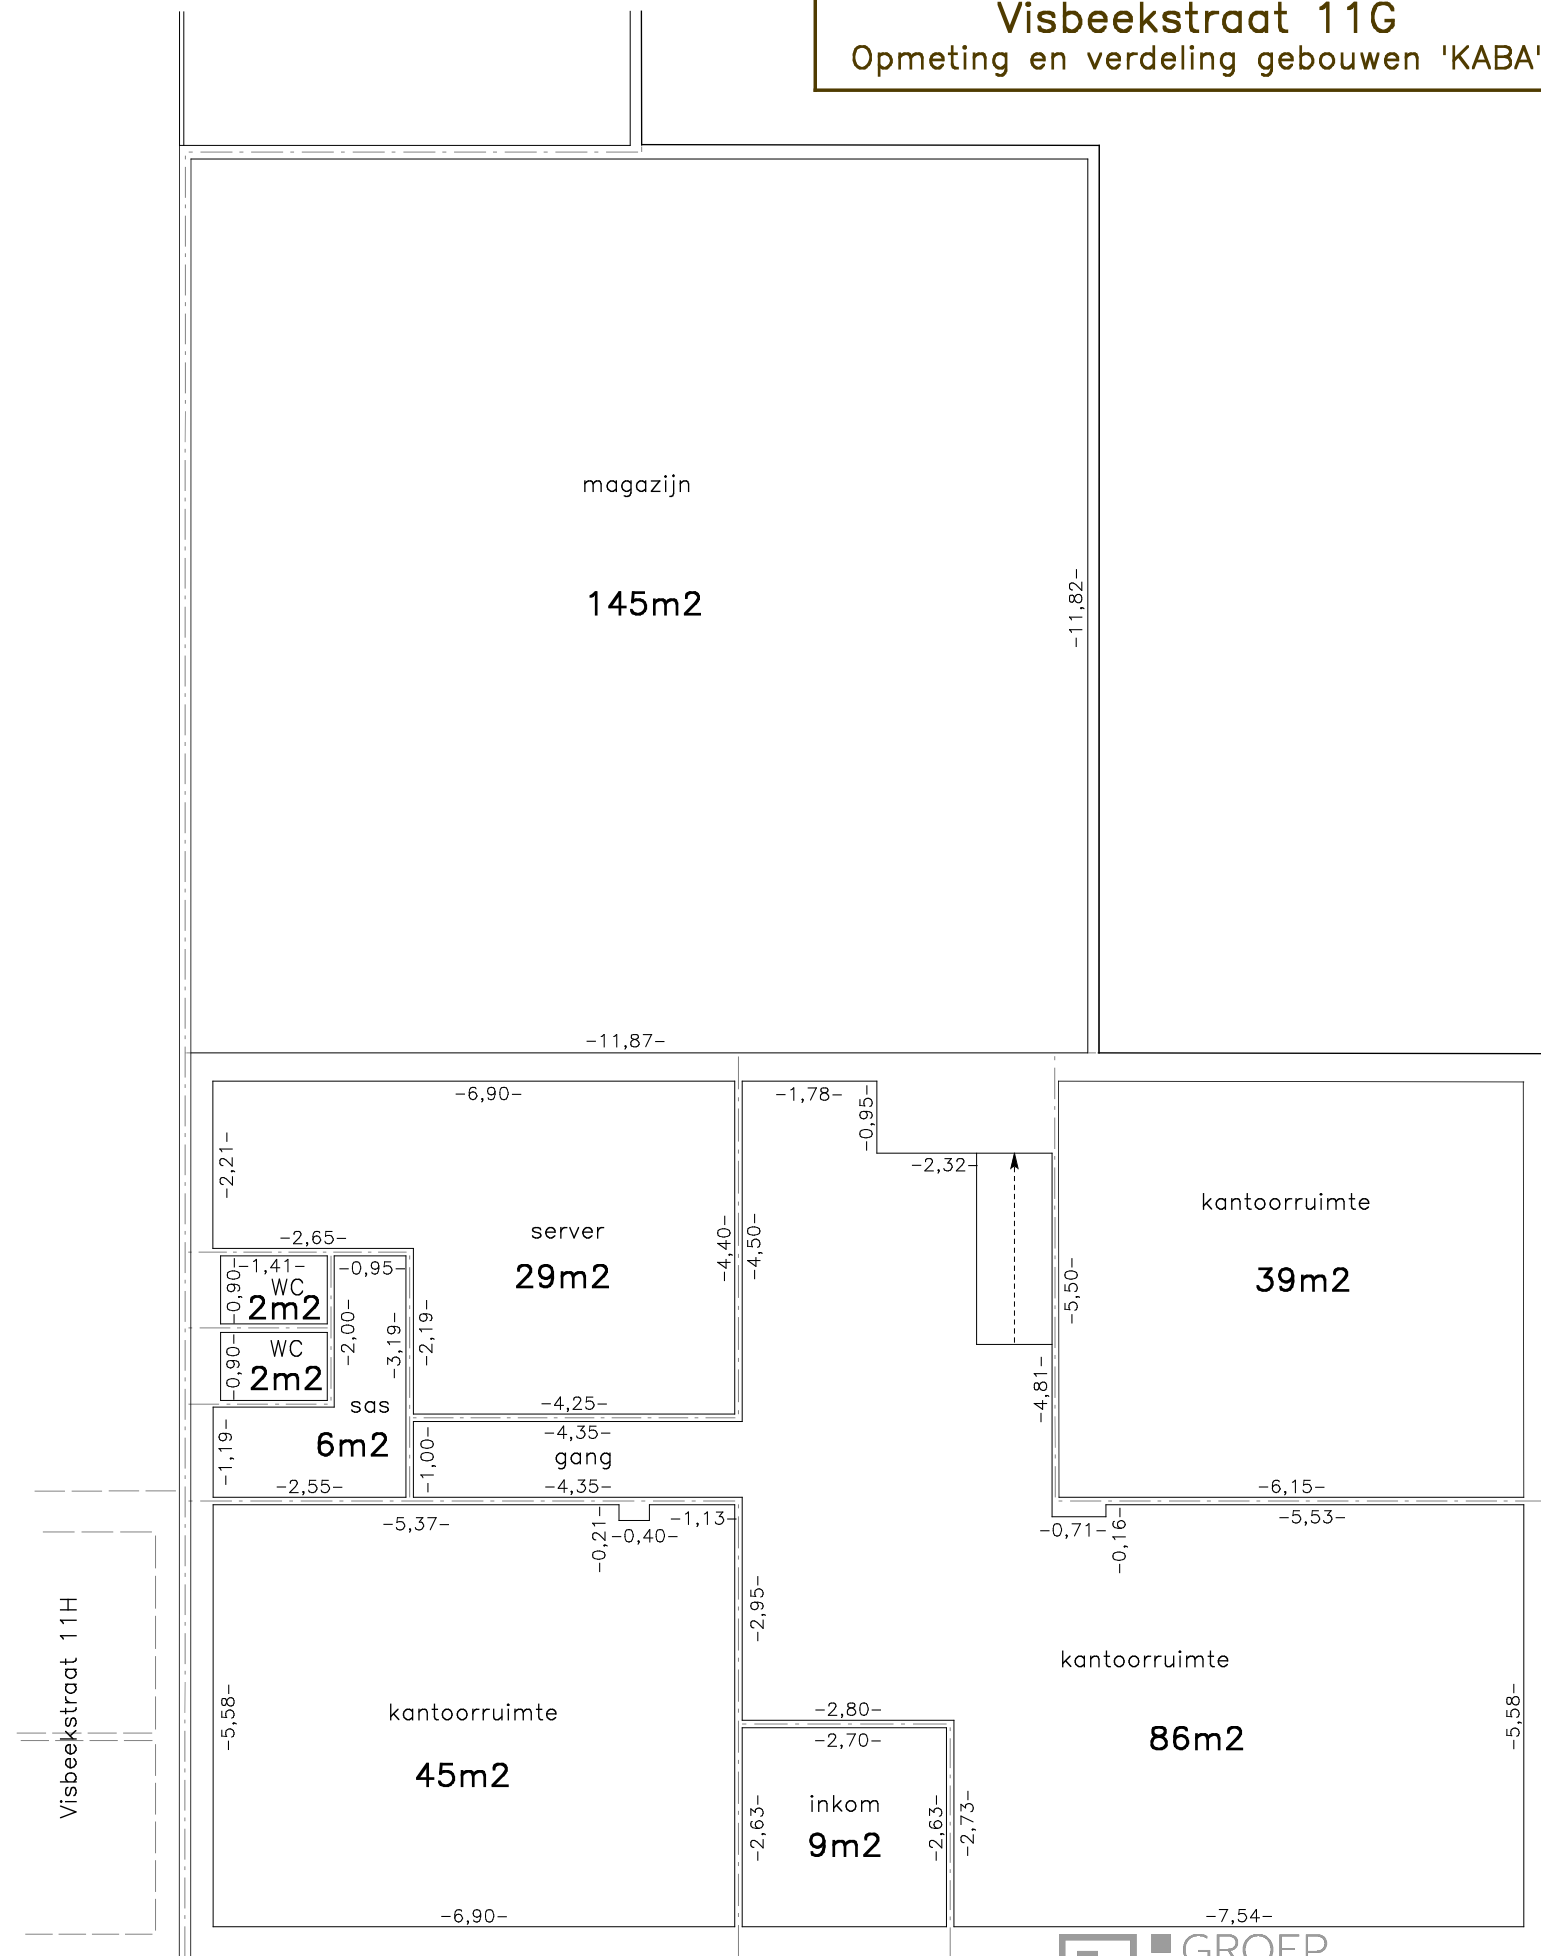 Visbeekstraat 11G
Opmeting en verdeling gebouwen 'KABA'
magazijn
145m2
-11,82-
-11,87-
-6,90-
-2,21-
-2,65-
server
29m2
-4,40-
-2,19-
-4,25-
-1,41-
-0,90-
WC
2m2
-0,90-
WC
2m2
-0,95-
-2,00-
-3,19-
sas
6m2
-1,19-
-2,55-
-1,00-
-4,35-
gang
-4,35-
-1,78-
-0,95-
-2,32-
-4,50-
-4,81-
kantoorruimte
39m2
-5,50-
-6,15-
-5,37-
-0,21-
-0,40-
-1,13-
-5,58-
kantoorruimte
45m2
-6,90-
-2,95-
-2,80-
-2,70-
inkom
9m2
-2,63-
-2,63-
-2,73-
-0,71-
-0,16-
-5,53-
kantoorruimte
86m2
-5,58-
-7,54-
Visbeekstraat 11H
GROEP